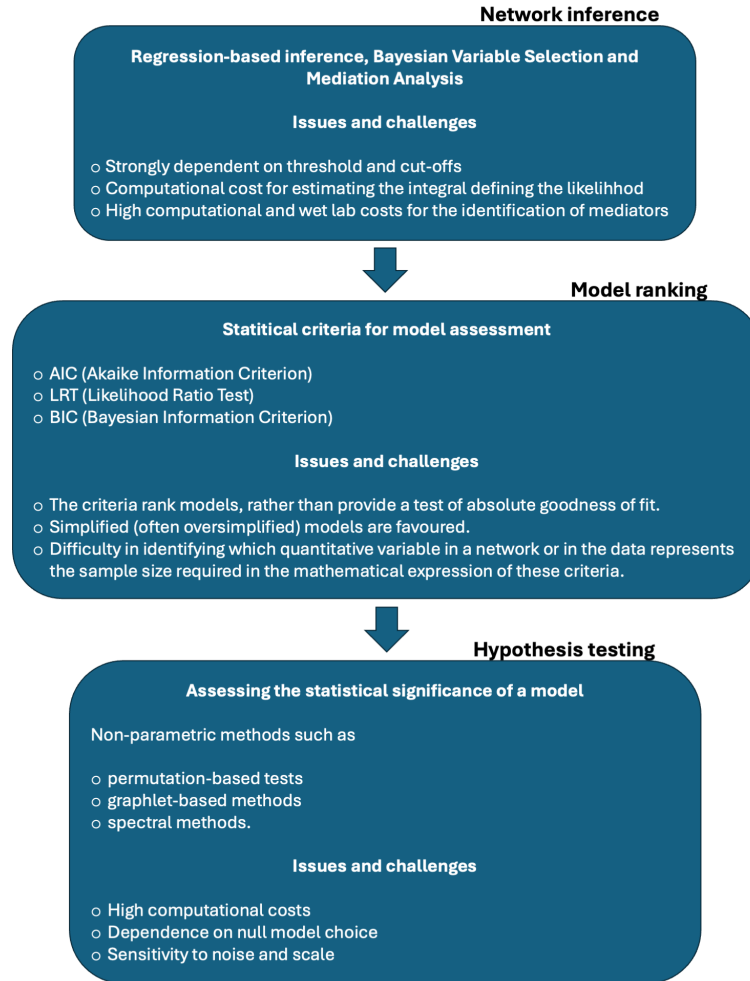 Network inference
Regression-based inference, Bayesian Variable Selection and
Mediation Analysis
Issues and challenges
○ Strongly dependent on threshold and cut-offs
○ Computational cost for estimating the integral defining the likelihhod
○ High computational and wet lab costs for the identification of mediators
Model ranking
Statitical criteria for model assessment
○ AIC (Akaike Information Criterion)
○ LRT (Likelihood Ratio Test)
○ BIC (Bayesian Information Criterion)
Issues and challenges
○ The criteria rank models, rather than provide a test of absolute goodness of fit.
○ Simplified (often oversimplified) models are favoured.
○ Difficulty in identifying which quantitative variable in a network or in the data represents
the sample size required in the mathematical expression of these criteria.
Hypothesis testing
Assessing the statistical significance of a model
Non-parametric methods such as
○ permutation-based tests
○ graphlet-based methods
○ spectral methods.
Issues and challenges
○ High computational costs
○ Dependence on null model choice
○ Sensitivity to noise and scale